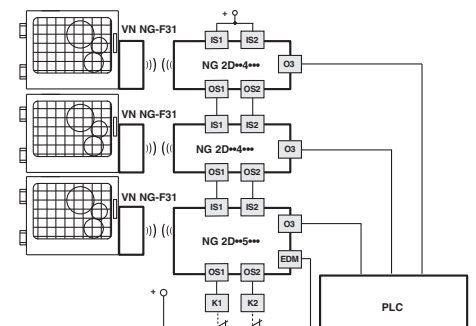 +
VN NG-F31
IS1 IS2
NG 2D••4•••
O3
OS1 OS2
VN NG-F31
IS1 IS2
NG 2D••4•••
O3
OS1 OS2
VN NG-F31
IS1 IS2
NG 2D••5•••
O3
EDM
OS1 OS2
+
K1 K2
PLC